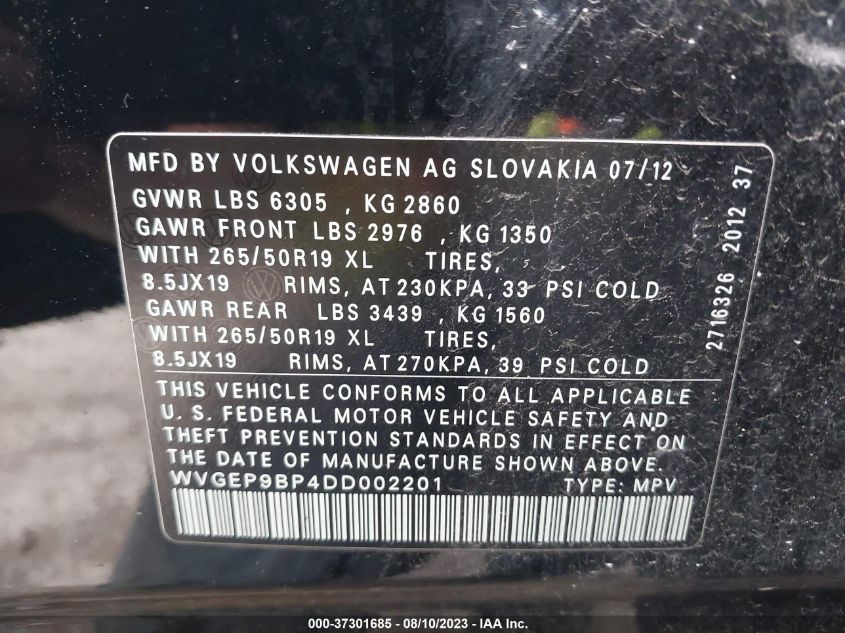 MFD BY VOLKSWAGEN AG SLOVAKIA 07/12
GVWR LBS 6305 , KG 2860
GAWR FRONT LBS 2976 , KG 1350
WITH 265/50R19 XL TIRES,
8.5JX19 RIMS, AT 230KPA, 33 PSI COLD
GAWR REAR LBS 3439 , KG 1560
WITH 265/50R19 XL TIRES,
8.5JX19 RIMS, AT 270KPA, 39 PSI COLD
THIS VEHICLE CONFORMS TO ALL APPLICABLE
U. S. FEDERAL MOTOR VEHICLE SAFETY AND
THEFT PREVENTION STANDARDS IN EFFECT ON
THE DATE OF MANUFACTURE SHOWN ABOVE.
WVGEP9BP4DD002201 TYPE: MPV
2716326 2012 37
000-37301685 - 08/10/2023 - IAA Inc.